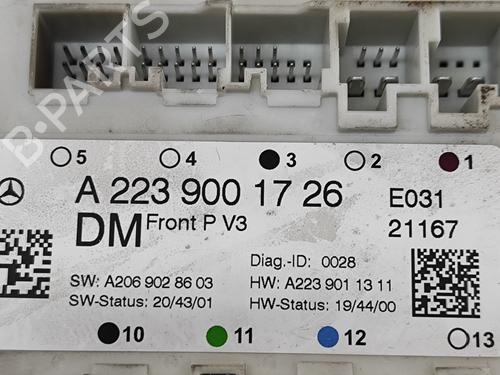 B-PARTS
5 4 3 2 1
A 223 900 17 26 E031
DM Front P V3 21167
Diag.-ID: 0028
SW: A206 902 86 03 HW: A223 901 13 11
SW-Status: 20/43/01 HW-Status: 19/44/00
10 11 12 13